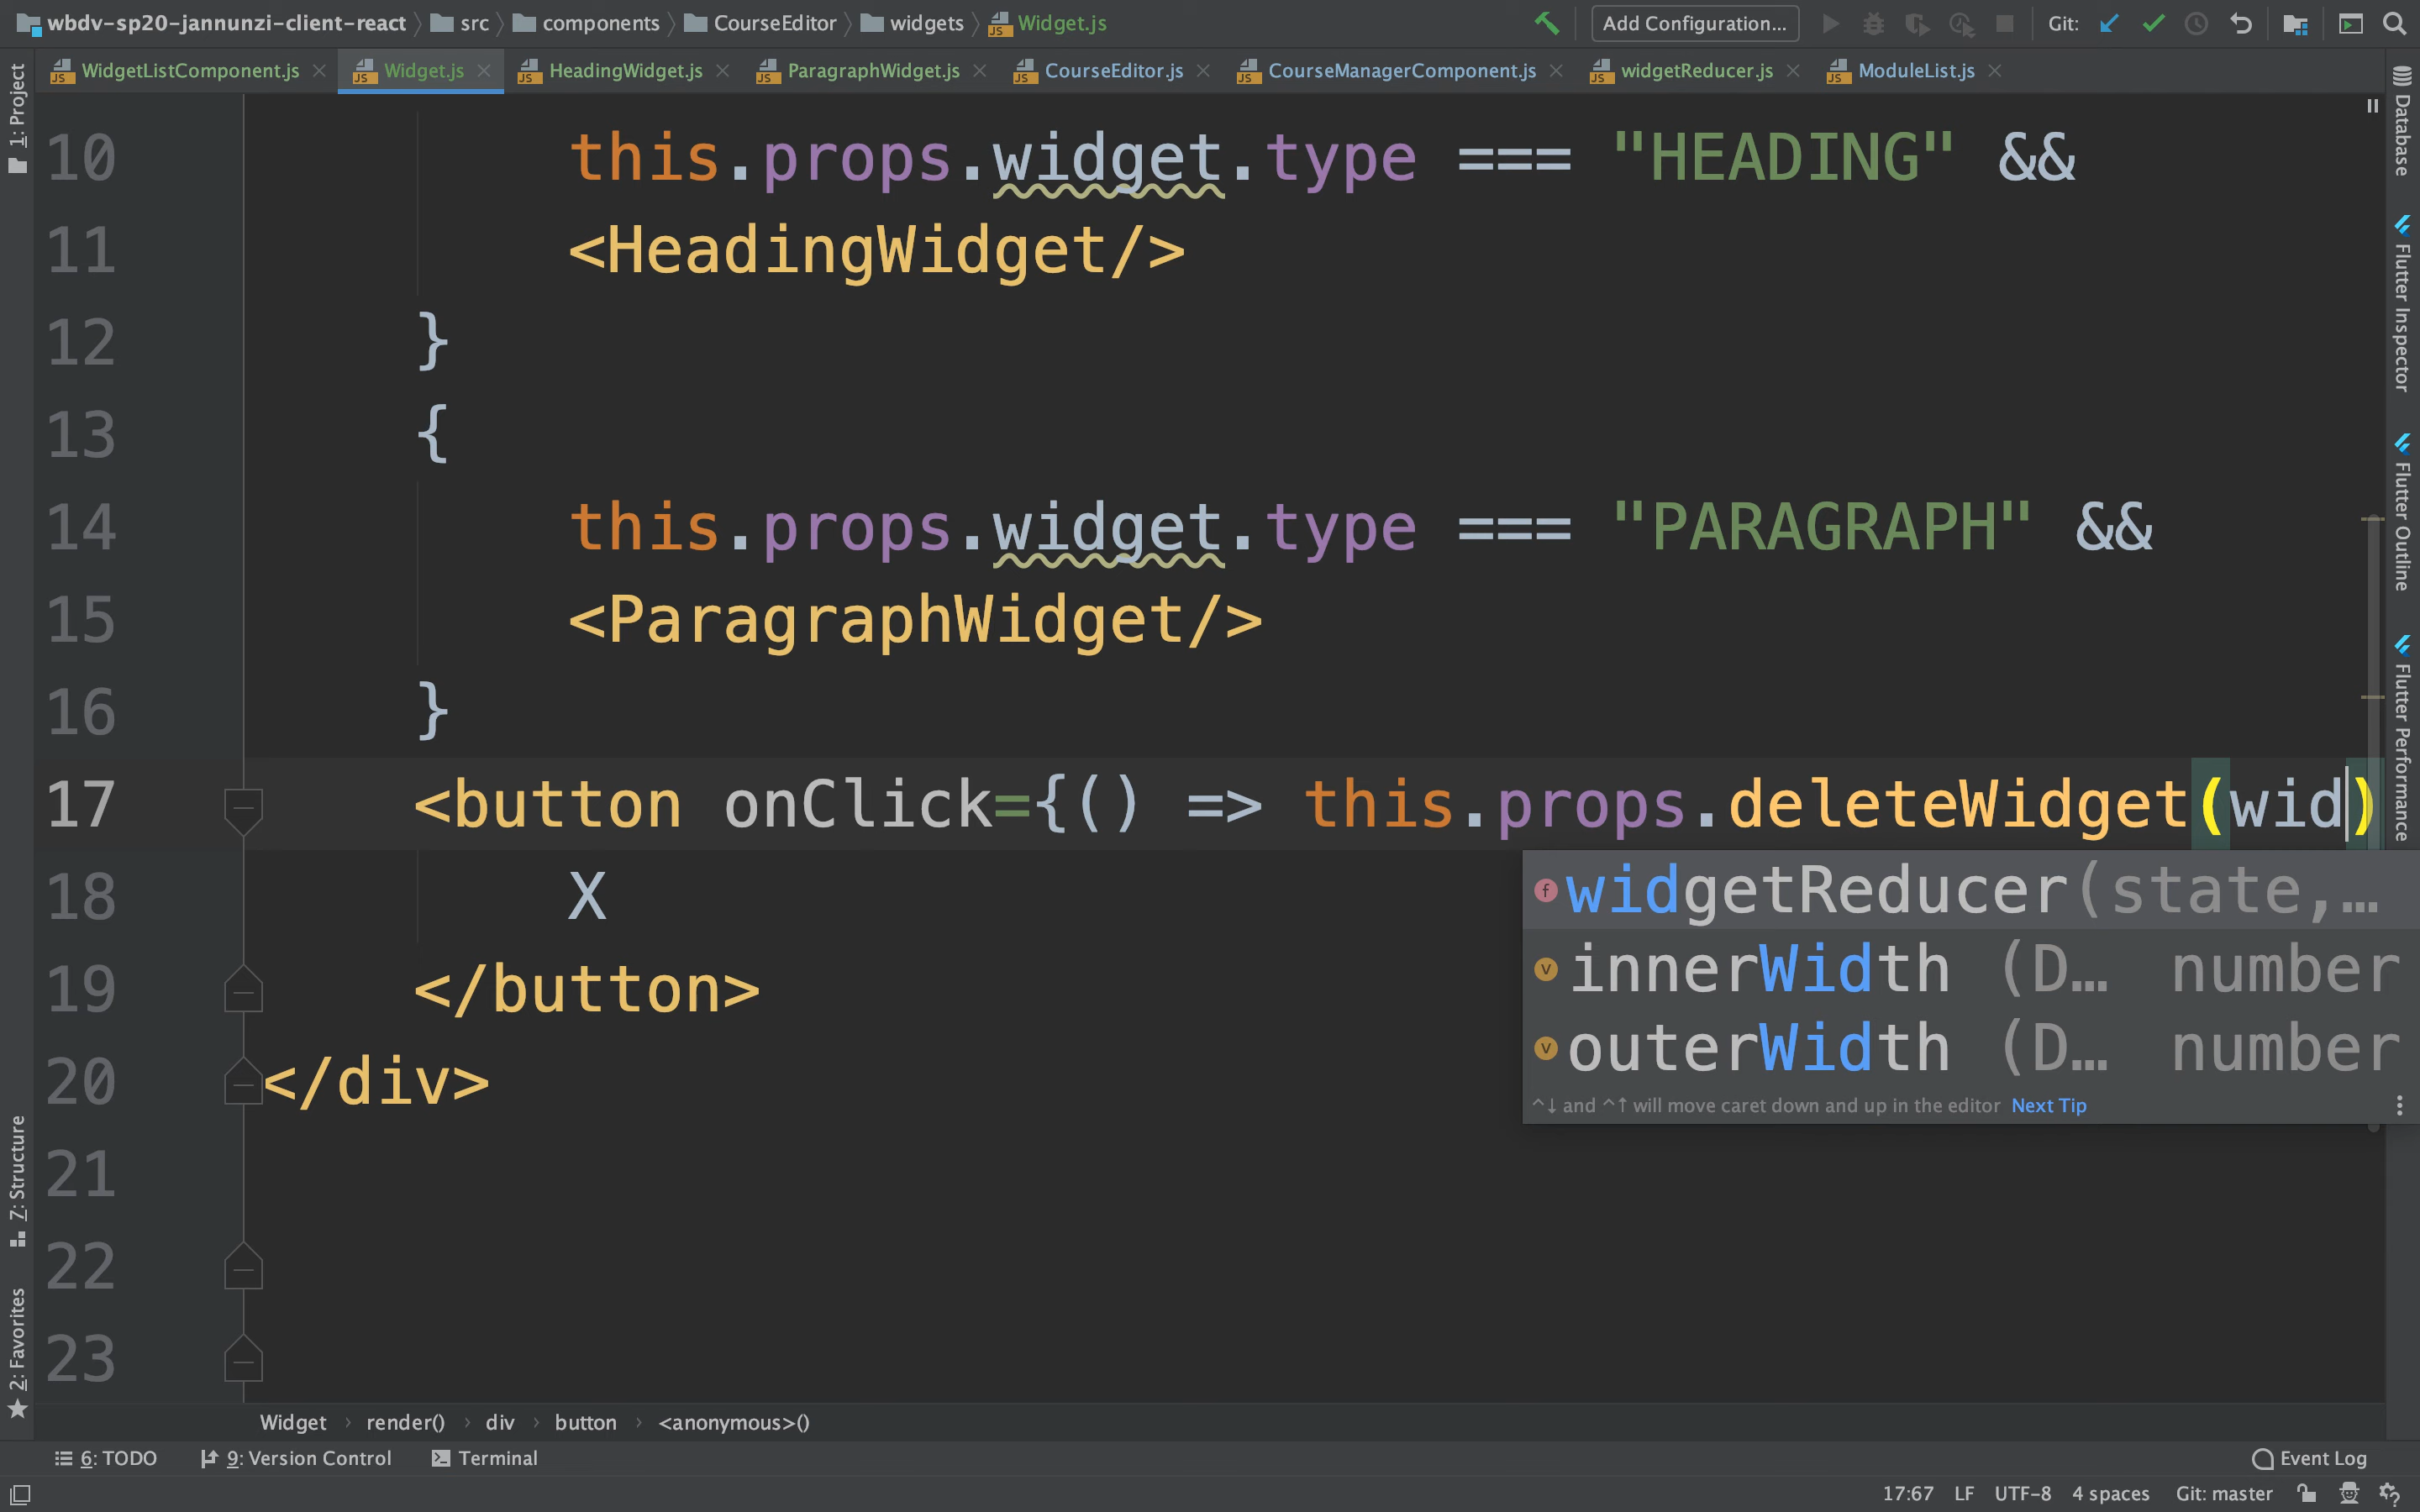 wbdv-sp20-jannunzi-client-react src components CourseEditor widgets Widget.js Add Configuration... Git:
WidgetListComponent.js Widget.js HeadingWidget.js ParagraphWidget.js CourseEditor.js CourseManagerComponent.js widgetReducer.js ModuleList.js
1: Project
7: Structure
2: Favorites
10 this.props.widget.type === "HEADING" &&
11 <HeadingWidget/>
12 }
13 {
14 this.props.widget.type === "PARAGRAPH" &&
15 <ParagraphWidget/>
16 }
17 <button onClick={() => this.props.deleteWidget(wid)
18 X
19 </button>
20 </div>
21
22
23
widgetReducer(state,…
innerWidth (D… number
outerWidth (D… number
^↓ and ^↑ will move caret down and up in the editor Next Tip
Database
Flutter Inspector
Flutter Outline
Flutter Performance
Widget › render() › div › button › <anonymous>()
6: TODO 9: Version Control Terminal Event Log
17:67 LF UTF-8 4 spaces Git: master